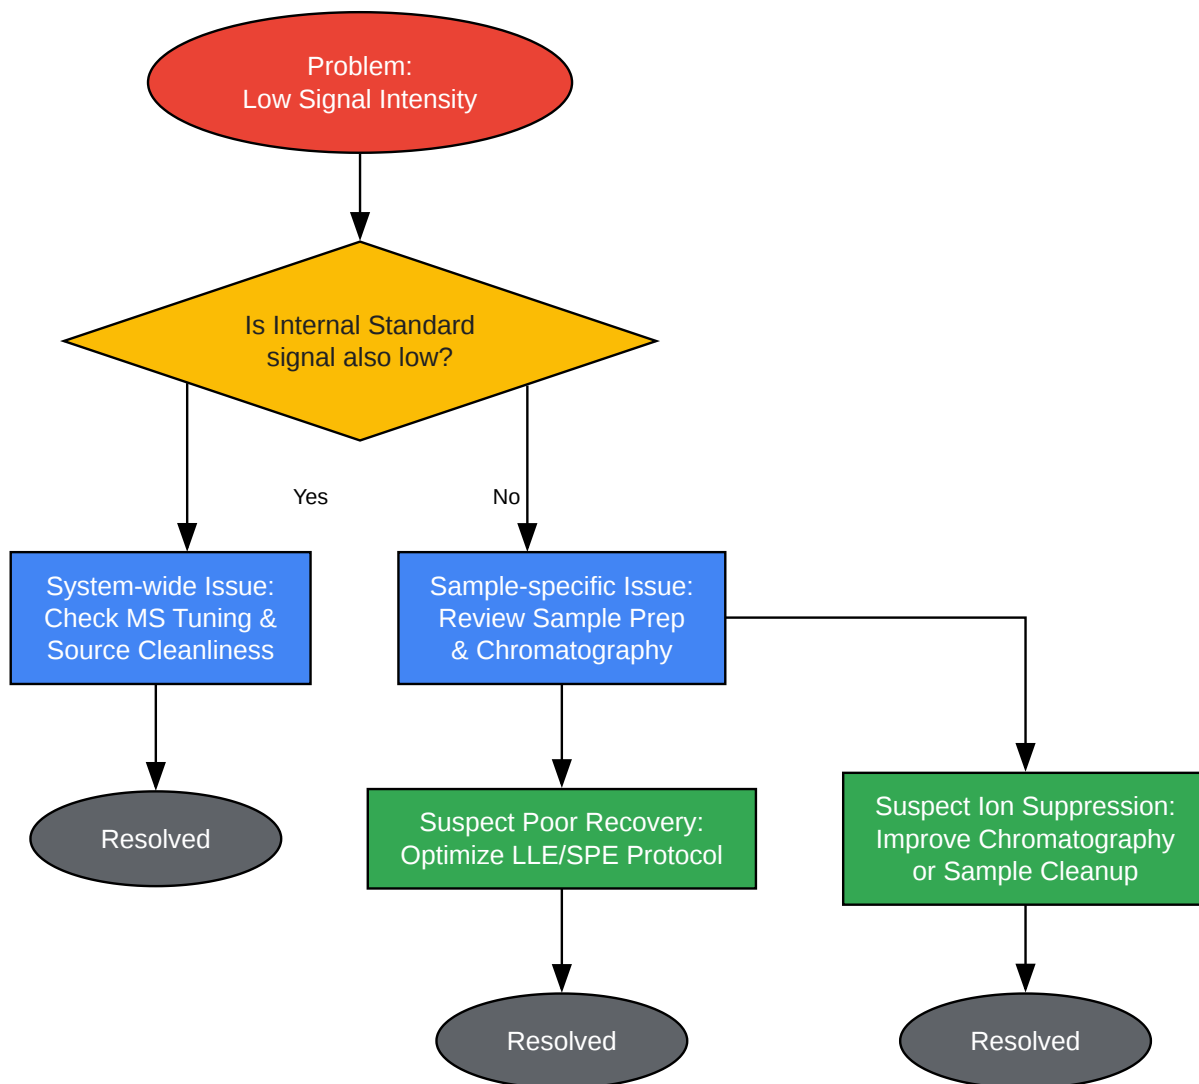 Problem:
Low Signal Intensity
Is Internal Standard
signal also low?
Yes
No
System-wide Issue:
Check MS Tuning &
Source Cleanliness
Sample-specific Issue:
Review Sample Prep
& Chromatography
Resolved
Suspect Poor Recovery:
Optimize LLE/SPE Protocol
Suspect Ion Suppression:
Improve Chromatography
or Sample Cleanup
Resolved
Resolved